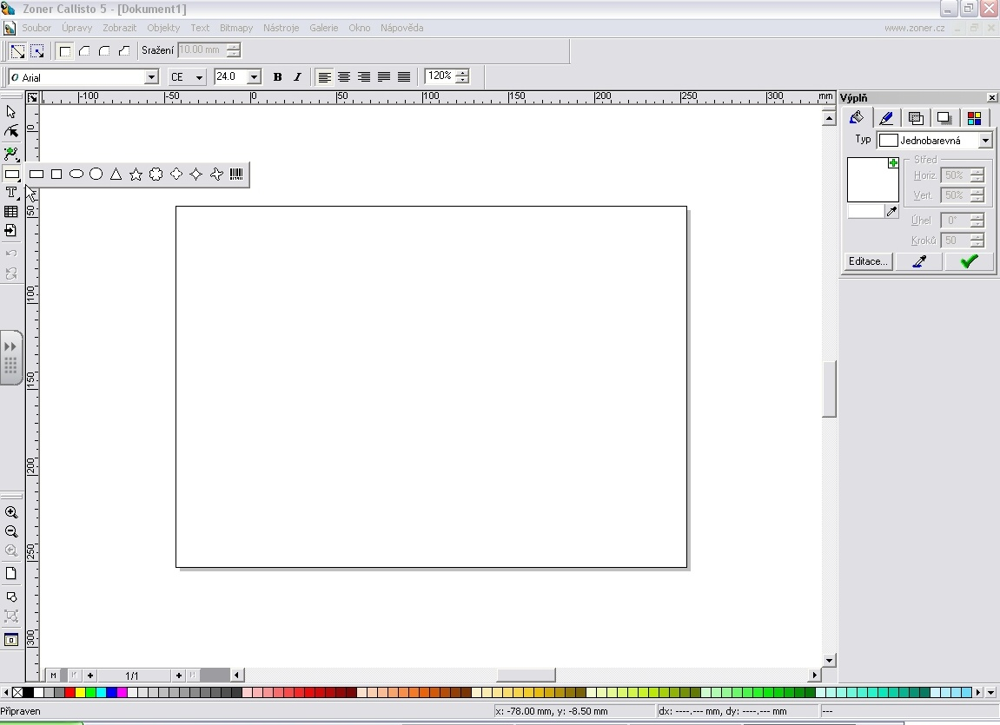 Zoner Callisto 5 - [Dokument1]
Soubor Úpravy Zobrazit Objekty Text Bitmapy Nástroje Galerie Okno Nápověda www.zoner.cz
Sražení 10.00 mm
O Arial CE 24.0 B I 120%
-100 -50 0 50 100 150 200 250 300 mm
Výplň
Typ Jednobarevná
Střed
Horiz. 50%
Vert. 50%
Úhel 0°
Kroků 50
Editace...
T
0
50
100
150
200
250
300
1/1
Připraven x: -78.00 mm, y: -8.50 mm dx: ----.--- mm, dy: ----.--- mm ---